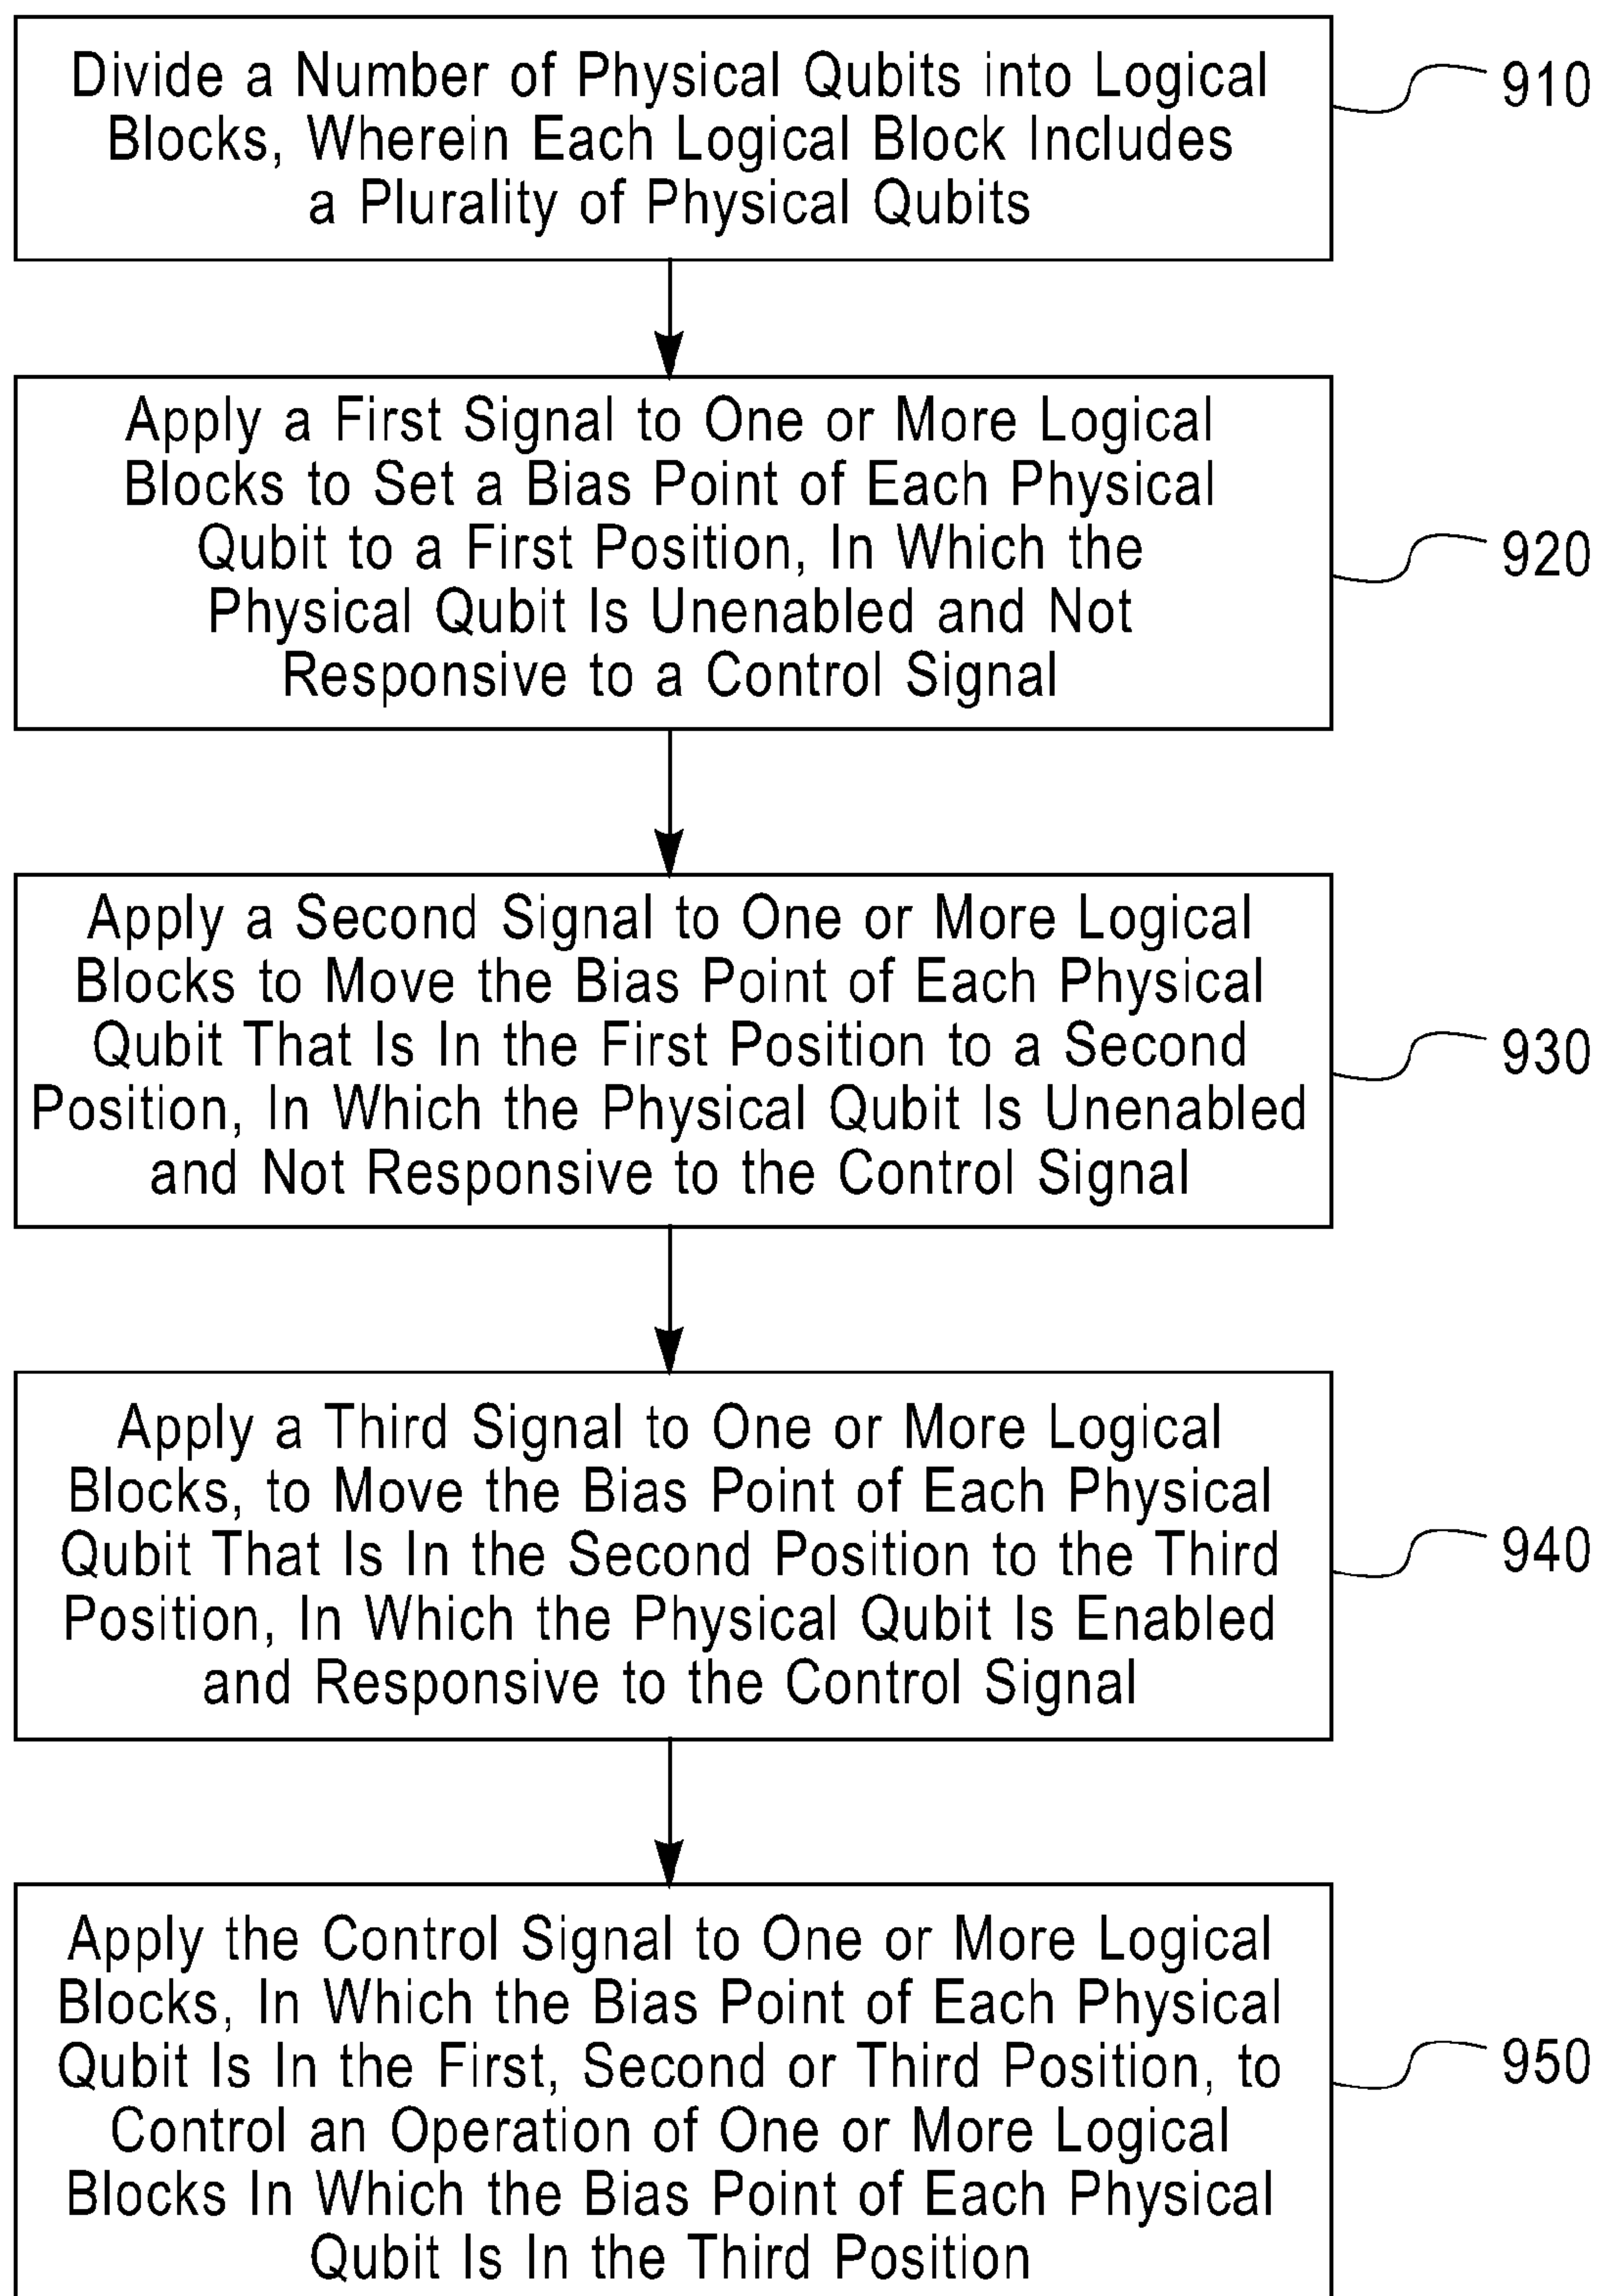 Divide a Number of Physical Qubits into Logical
Blocks, Wherein Each Logical Block Includes
a Plurality of Physical Qubits
910
Apply a First Signal to One or More Logical
Blocks to Set a Bias Point of Each Physical
Qubit to a First Position, In Which the
Physical Qubit Is Unenabled and Not
Responsive to a Control Signal
920
Apply a Second Signal to One or More Logical
Blocks to Move the Bias Point of Each Physical
Qubit That Is In the First Position to a Second
Position, In Which the Physical Qubit Is Unenabled
and Not Responsive to the Control Signal
930
Apply a Third Signal to One or More Logical
Blocks, to Move the Bias Point of Each Physical
Qubit That Is In the Second Position to the Third
Position, In Which the Physical Qubit Is Enabled
and Responsive to the Control Signal
940
Apply the Control Signal to One or More Logical
Blocks, In Which the Bias Point of Each Physical
Qubit Is In the First, Second or Third Position, to
Control an Operation of One or More Logical
Blocks In Which the Bias Point of Each Physical
Qubit Is In the Third Position
950